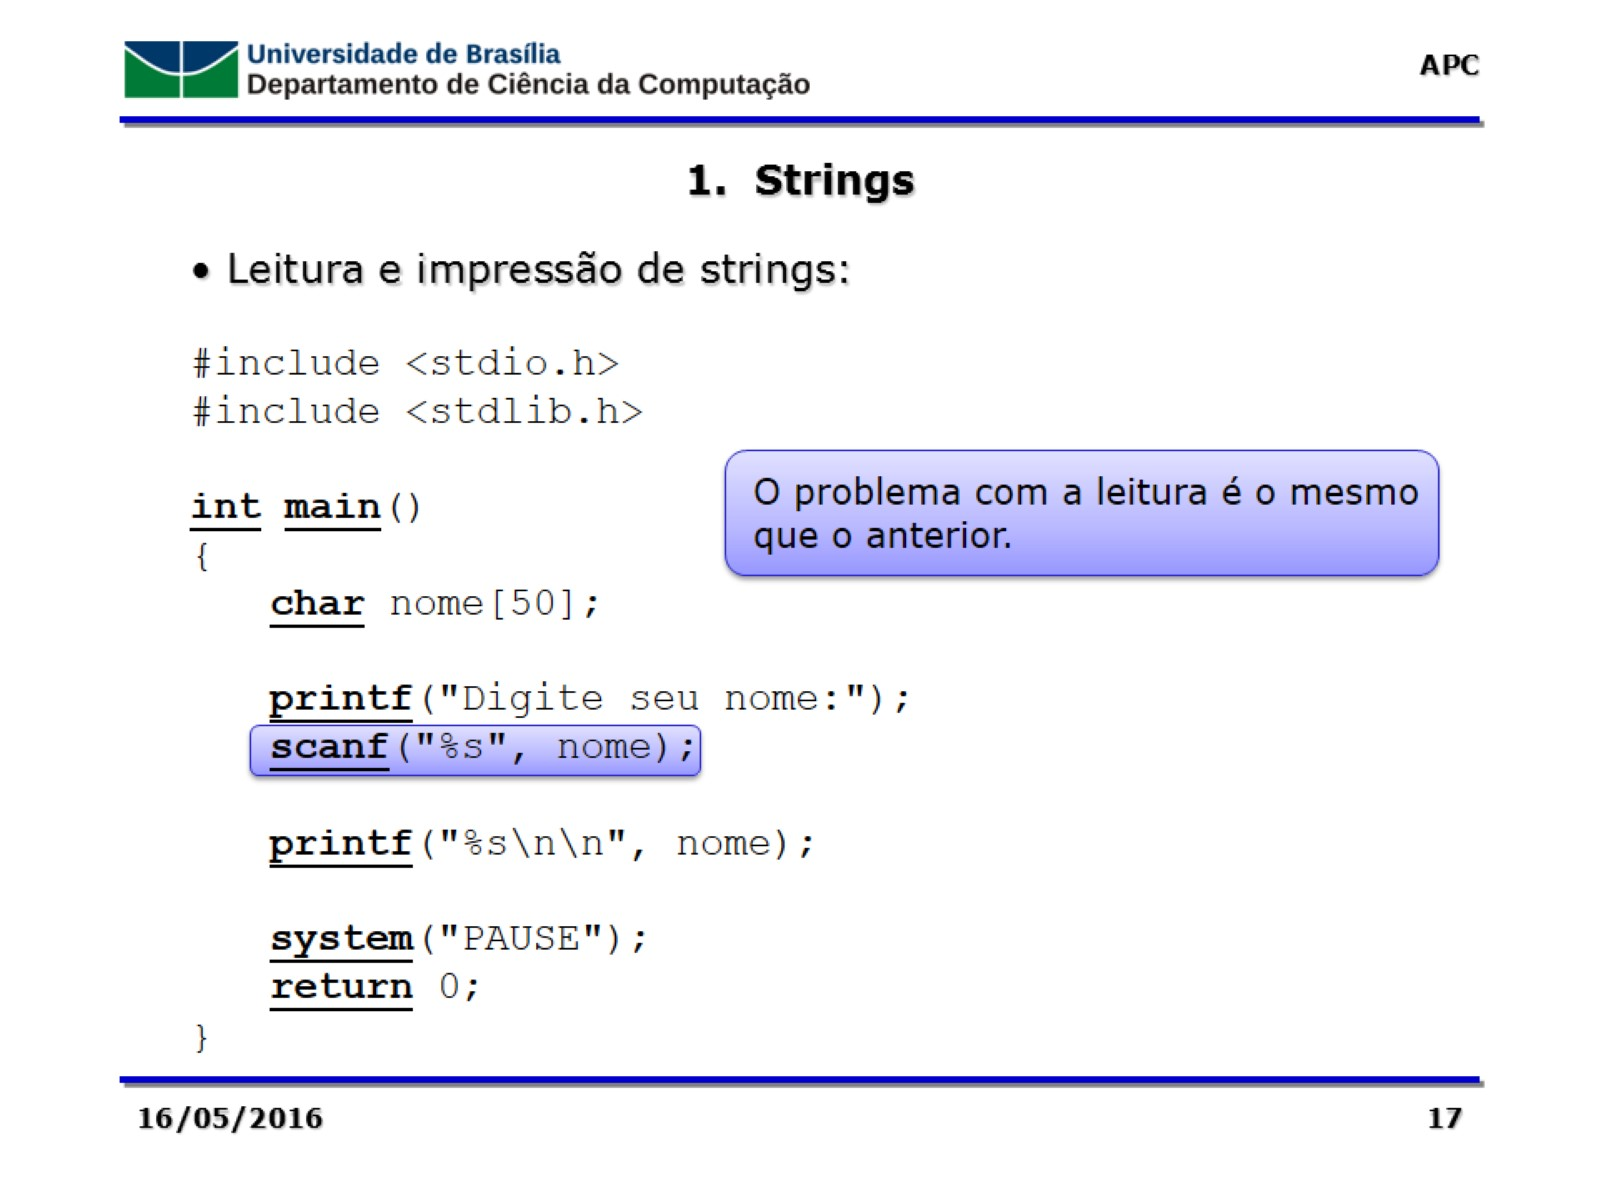 Universidade de Brasília
Departamento de Ciência da Computação
APC
1. Strings
• Leitura e impressão de strings:
#include <stdio.h>
#include <stdlib.h>
O problema com a leitura é o mesmo
que o anterior.
int main()
{
char nome[50];
printf("Digite seu nome:");
scanf("%s", nome);
printf("%s\n\n", nome);
system("PAUSE");
return 0;
}
16/05/2016
17